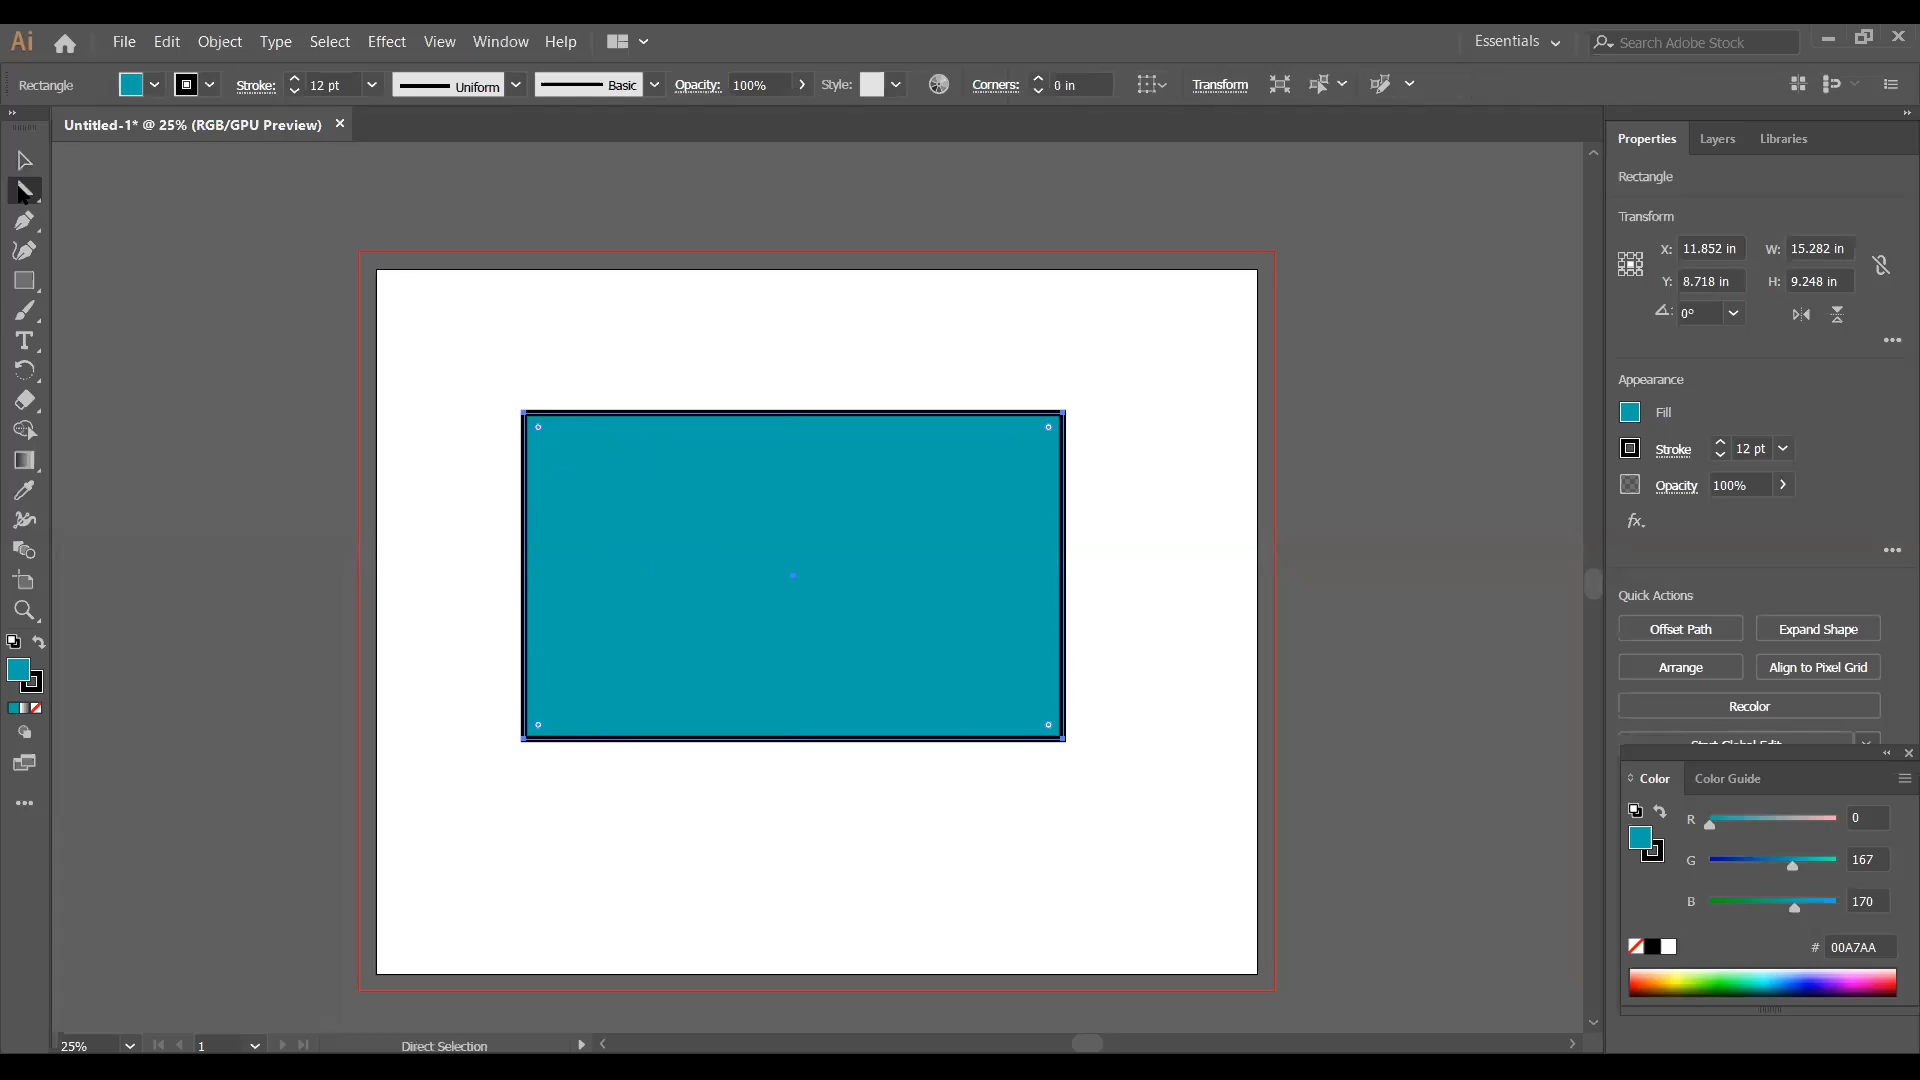 Ai File Edit Object Type Select Effect View Window Help Essentials Search Adobe Stock
Rectangle Stroke: 12 pt Uniform Basic Opacity: 100% Style: Corners: 0 in Transform
Untitled-1* @ 25% (RGB/GPU Preview)
Properties Layers Libraries
Rectangle
Transform
X: 11.852 in W: 15.282 in
Y: 8.718 in H: 9.248 in
0°
Appearance
Fill
Stroke 12 pt
Opacity 100%
fx.
Quick Actions
Offset Path Expand Shape
Arrange Align to Pixel Grid
Recolor
Start Global Edit
Color Color Guide
R 0
G 167
B 170
# 00A7AA
25% 1 Direct Selection